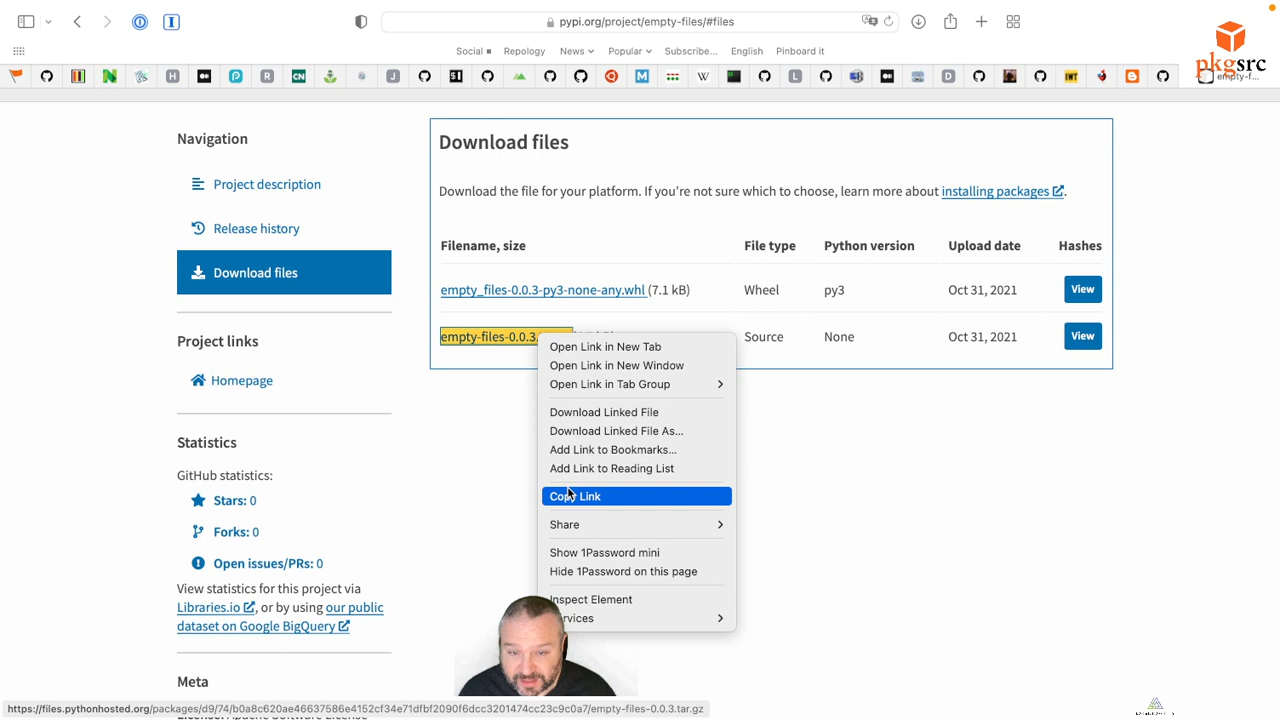 pypi.org/project/empty-files/#files
Social
Repology
News
Popular
Subscribe...
English
Pinboard it
pkgsrc
empty-f...
Navigation
Project description
Release history
Download files
Project links
Homepage
Statistics
GitHub statistics:
Stars: 0
Forks: 0
Open issues/PRs: 0
View statistics for this project via
Libraries.io, or by using our public
dataset on Google BigQuery
Meta
Download files
Download the file for your platform. If you're not sure which to choose, learn more about installing packages.
Filename, size File type Python version Upload date Hashes
empty_files-0.0.3-py3-none-any.whl (7.1 kB) Wheel py3 Oct 31, 2021 View
empty-files-0.0.3. Source None Oct 31, 2021 View
Open Link in New Tab
Open Link in New Window
Open Link in Tab Group
Download Linked File
Download Linked File As...
Add Link to Bookmarks...
Add Link to Reading List
Copy Link
Share
Show 1Password mini
Hide 1Password on this page
Inspect Element
Services
https://files.pythonhosted.org/packages/d9/74/b0a8c620ae46637586e4152cf34e71dfbf2090f6dcc3201474cc23c9c0a7/empty-files-0.0.3.tar.gz